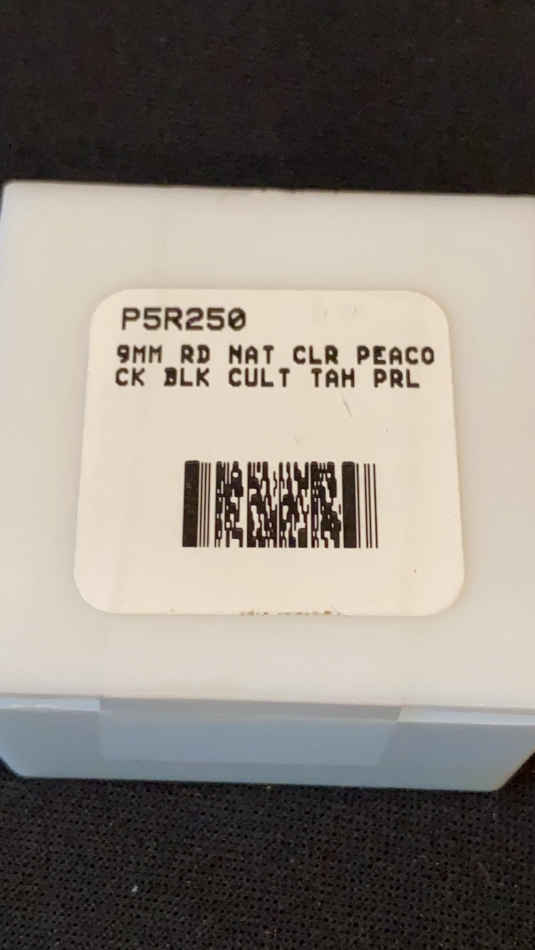 P5R250
9MM RD NAT CLR PEACO
CK BLK CULT TAH PRL